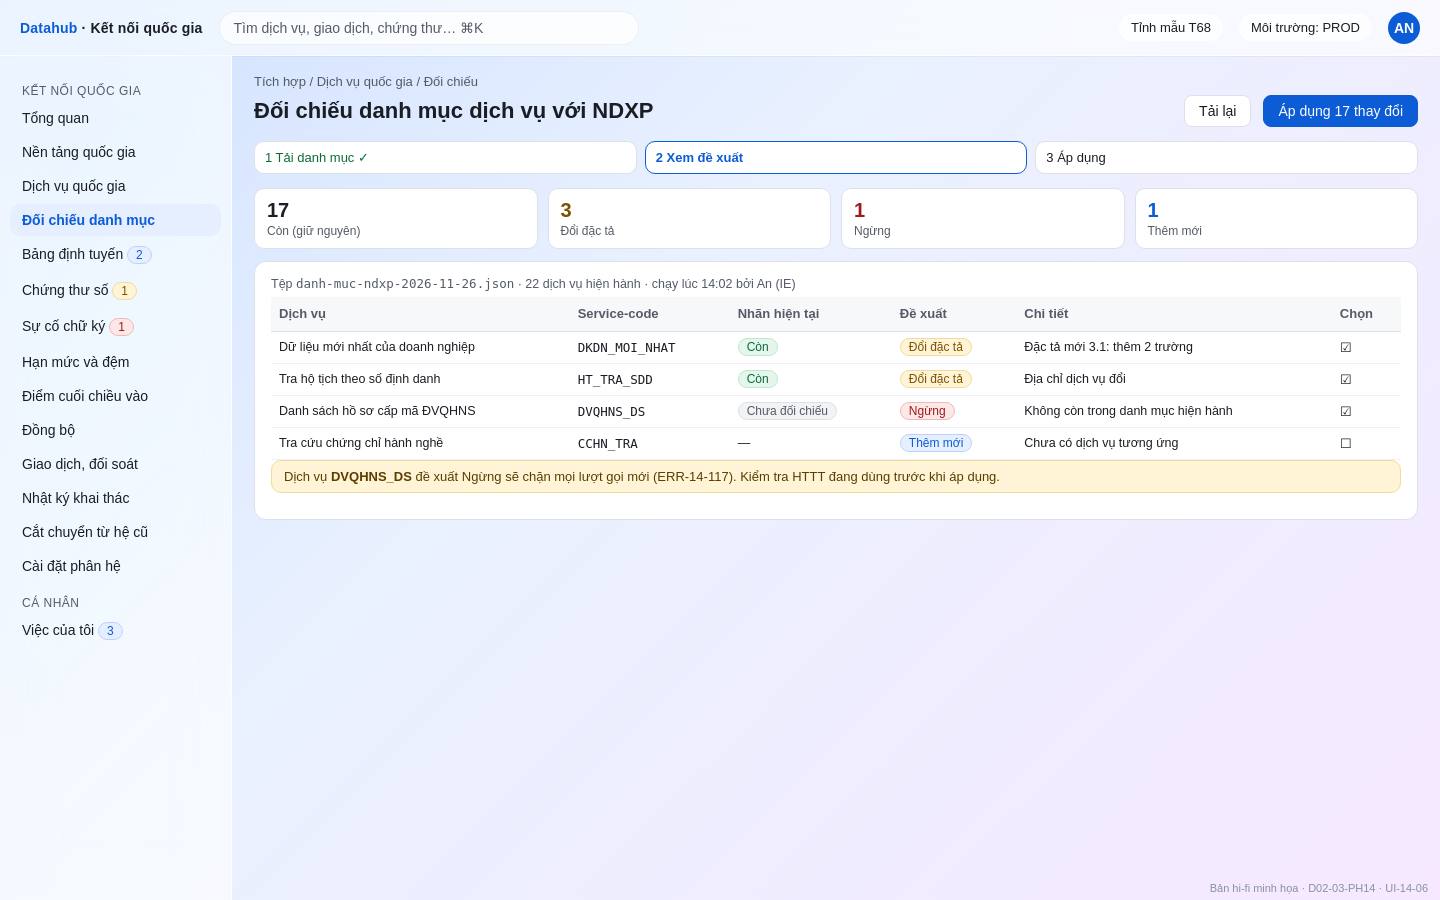 Datahub · Kết nối quốc gia
Tìm dịch vụ, giao dịch, chứng thư… ⌘K
Tỉnh mẫu T68
Môi trường: PROD
AN
KẾT NỐI QUỐC GIA
Tổng quan
Nền tảng quốc gia
Dịch vụ quốc gia
Đối chiếu danh mục
Bảng định tuyến 2
Chứng thư số 1
Sự cố chữ ký 1
Hạn mức và đệm
Điểm cuối chiều vào
Đồng bộ
Giao dịch, đối soát
Nhật ký khai thác
Cắt chuyển từ hệ cũ
Cài đặt phân hệ
CÁ NHÂN
Việc của tôi 3
Tích hợp / Dịch vụ quốc gia / Đối chiếu
Đối chiếu danh mục dịch vụ với NDXP
Tải lại
Áp dụng 17 thay đổi
1 Tải danh mục ✓
2 Xem đề xuất
3 Áp dụng
17
Còn (giữ nguyên)
3
Đổi đặc tả
1
Ngừng
1
Thêm mới
Tệp danh-muc-ndxp-2026-11-26.json · 22 dịch vụ hiện hành · chạy lúc 14:02 bởi An (IE)
Dịch vụ Service-code Nhãn hiện tại Đề xuất Chi tiết Chọn
Dữ liệu mới nhất của doanh nghiệp DKDN_MOI_NHAT Còn Đổi đặc tả Đặc tả mới 3.1: thêm 2 trường ☑
Tra hộ tịch theo số định danh HT_TRA_SDD Còn Đổi đặc tả Địa chỉ dịch vụ đổi ☑
Danh sách hồ sơ cấp mã ĐVQHNS DVQHNS_DS Chưa đối chiếu Ngừng Không còn trong danh mục hiện hành ☑
Tra cứu chứng chỉ hành nghề CCHN_TRA — Thêm mới Chưa có dịch vụ tương ứng ☐
Dịch vụ DVQHNS_DS đề xuất Ngừng sẽ chặn mọi lượt gọi mới (ERR-14-117). Kiểm tra HTTT đang dùng trước khi áp dụng.
Bản hi-fi minh họa · D02-03-PH14 · UI-14-06